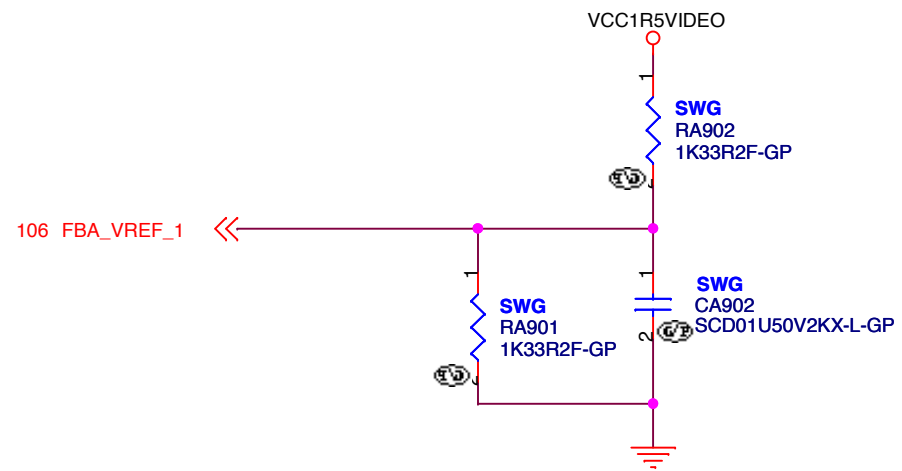 VCC1R5VIDEO
1
SWG
RA902
1K33R2F-GP
G/P
106 FBA_VREF_1
1
SWG
RA901
1K33R2F-GP
G/P
1
SWG
CA902
SCD01U50V2KX-L-GP
2
G/P